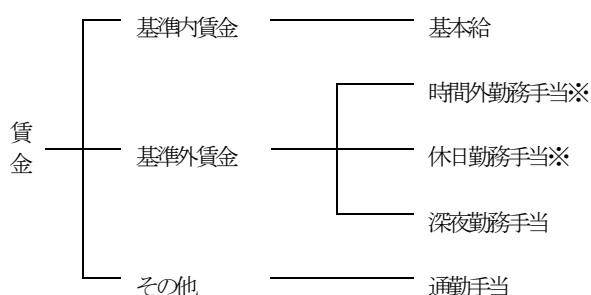 賃金
基準内賃金
基本給
基準外賃金
時間外勤務手当※
休日勤務手当※
深夜勤務手当
その他
通勤手当